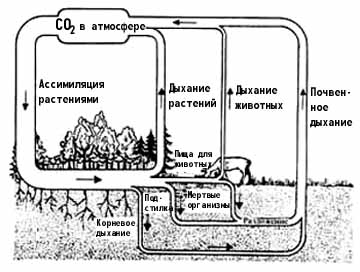 CO2 в атмосфере
Ассимиляция
растениями
Дыхание
растений
Дыхание
животных
Почвен-
ное
дыхание
Пища для
животных
Под-
стилка
Мертвые
организмы
Разложение
Корневое
дыхание